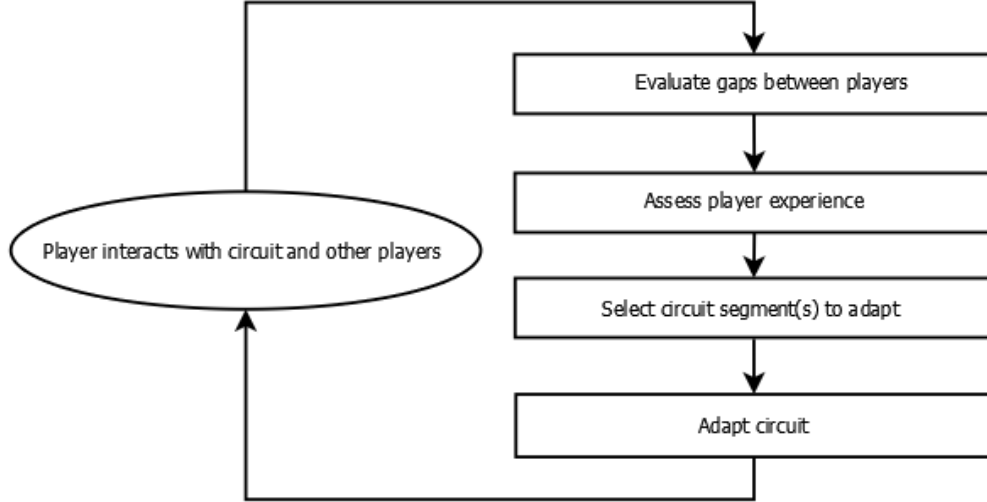 Evaluate gaps between players
Assess player experience
Player interacts with circuit and other players
Select circuit segment(s) to adapt
Adapt circuit